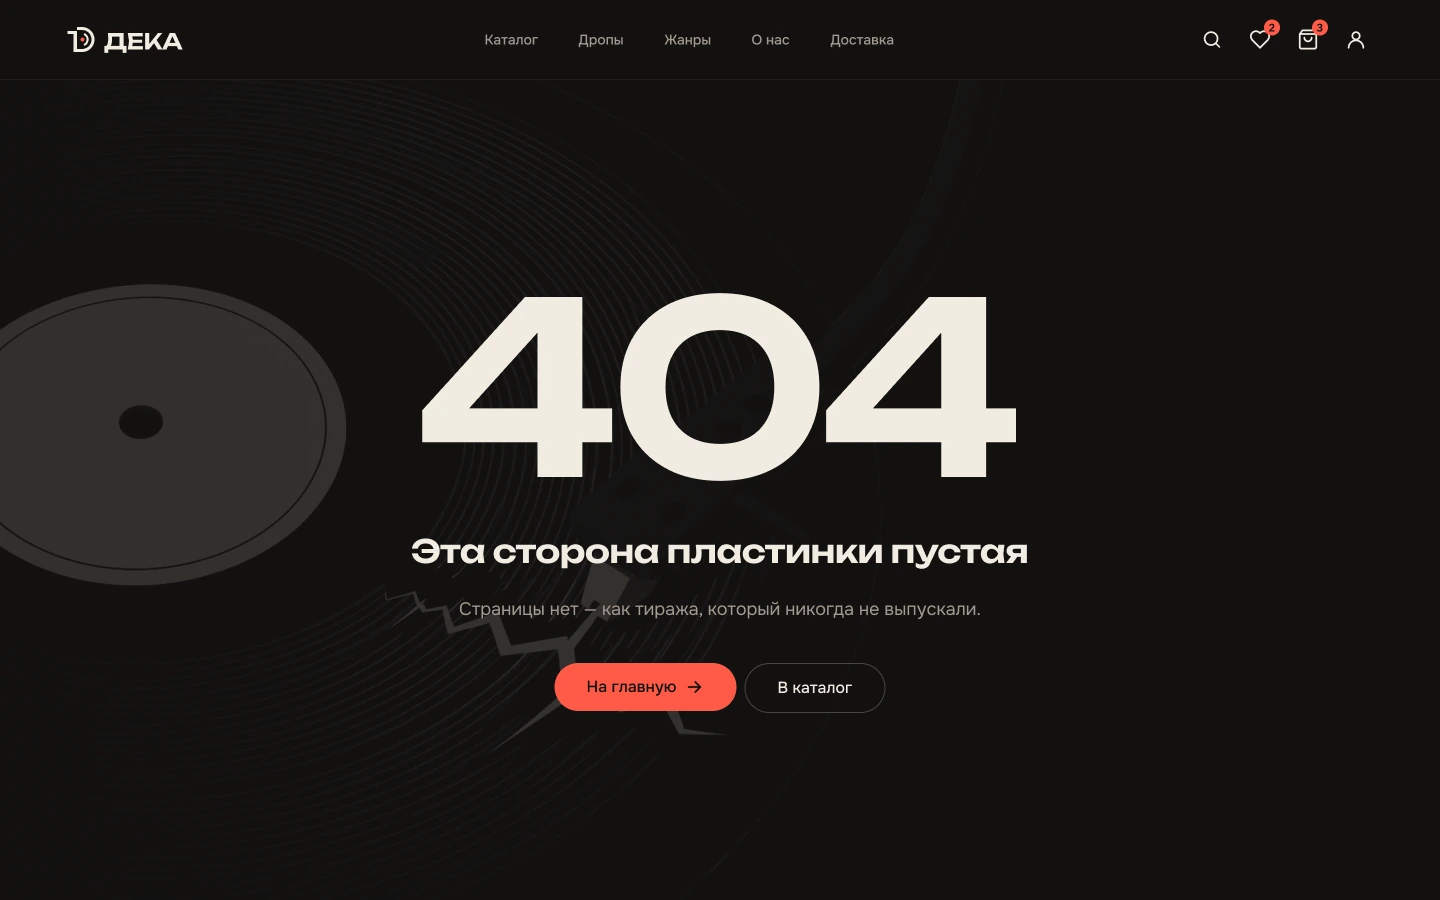 ДЕКА
Каталог
Дропы
Жанры
О нас
Доставка
2
3
404
Эта сторона пластинки пустая
Страницы нет — как тиража, который никогда не выпускали.
На главную →
В каталог